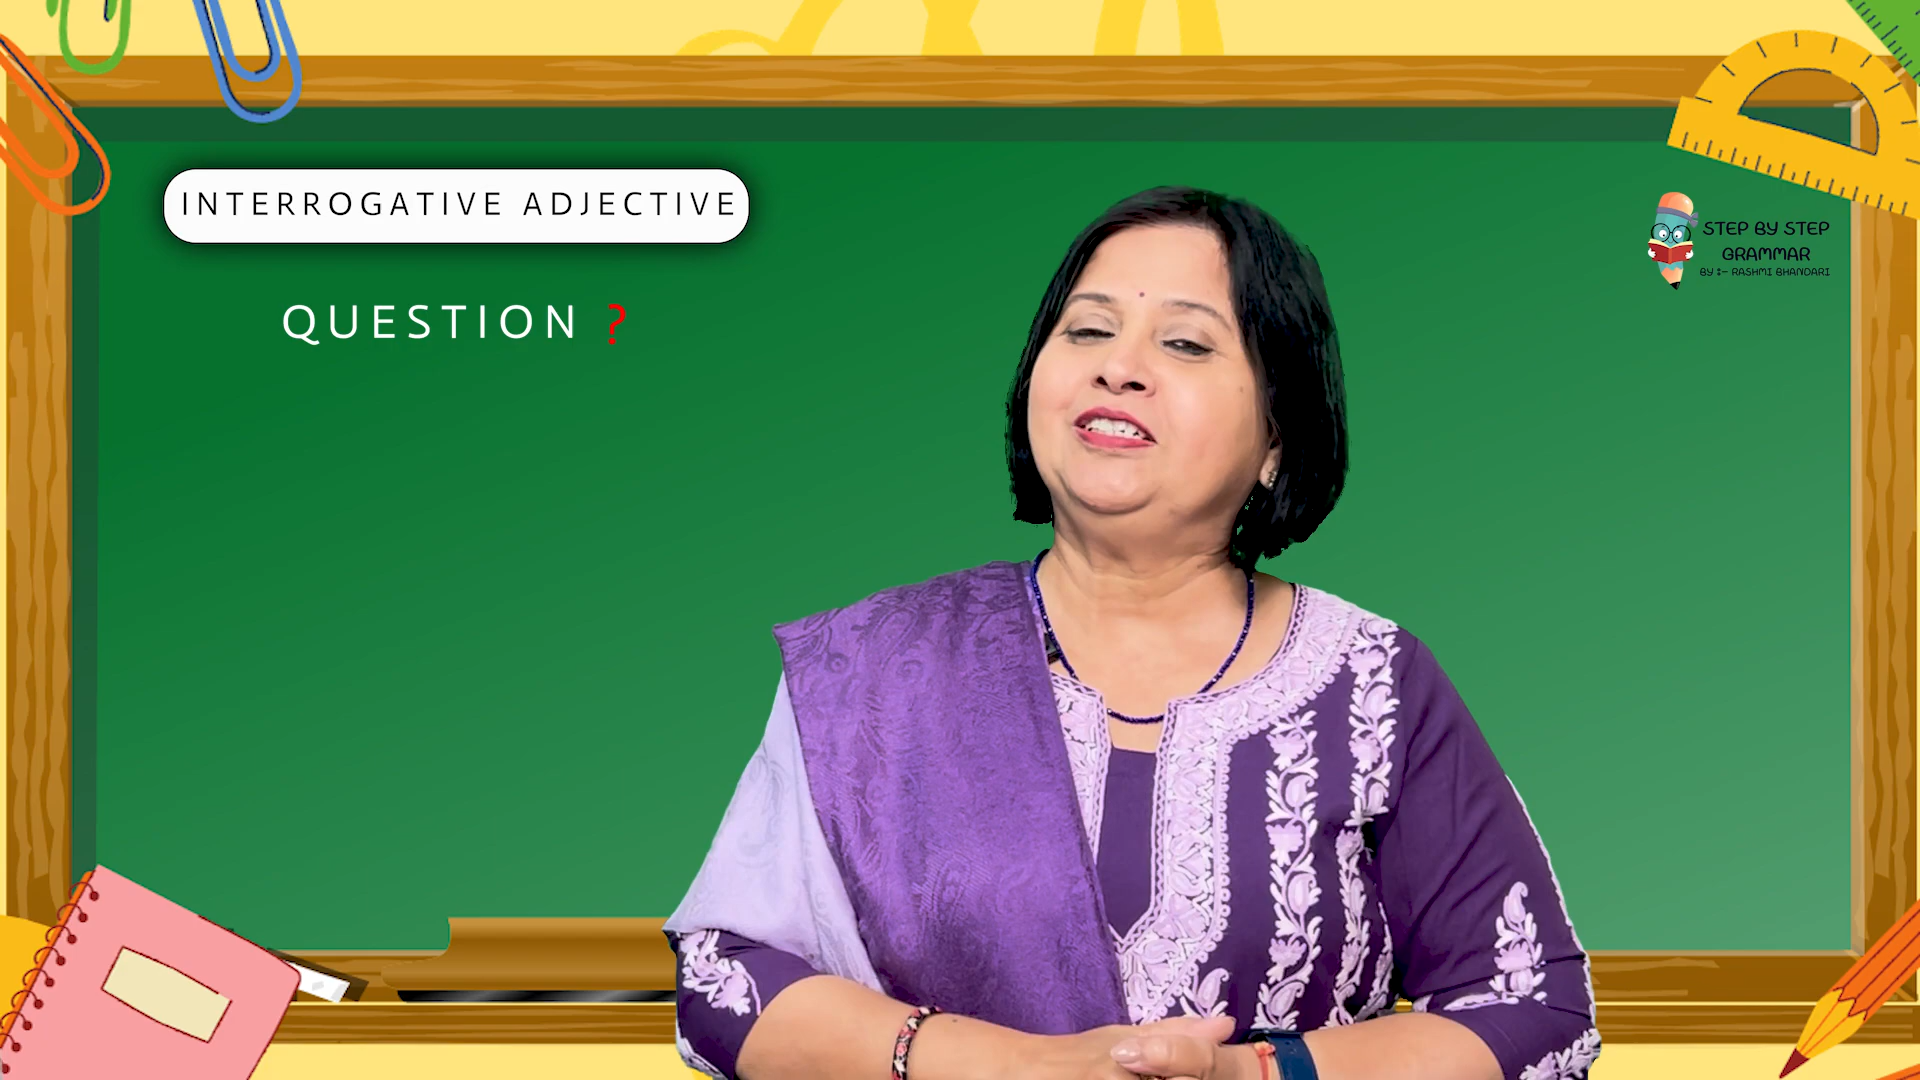 INTERROGATIVE ADJECTIVE
QUESTION ?
STEP BY STEP
GRAMMAR
BY :- RASHMI BHANDARI